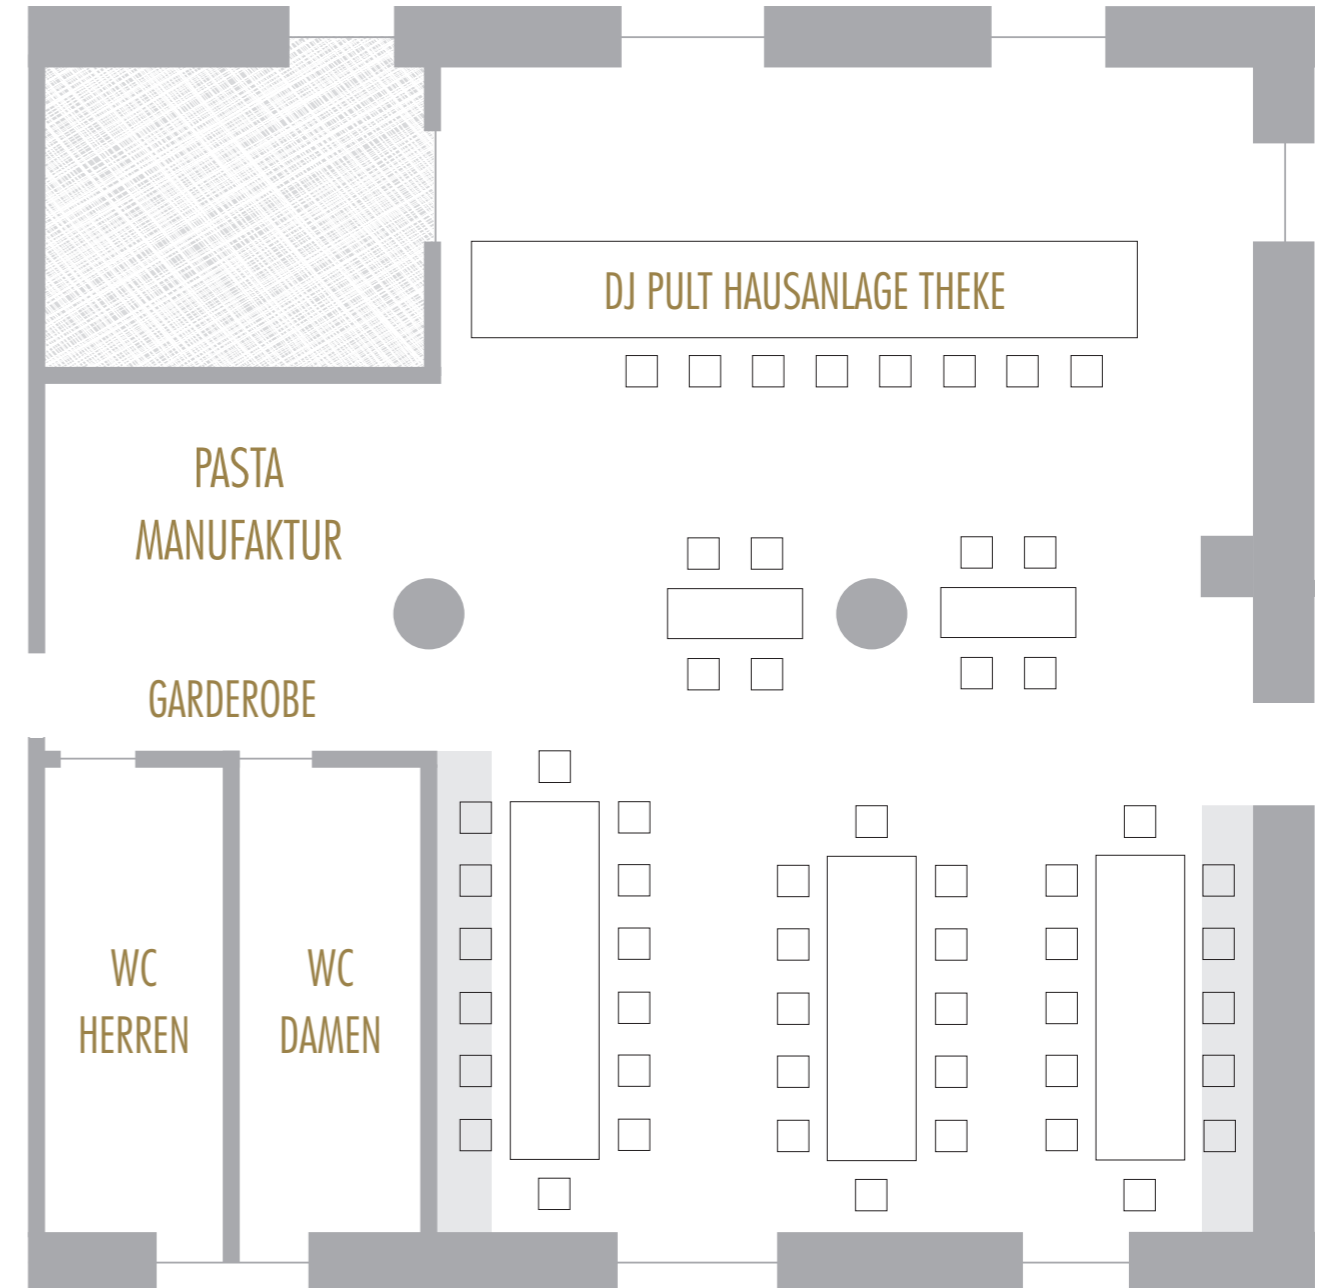 DJ PULT HAUSANLAGE THEKE
PASTA
MANUFAKTUR
GARDEROBE
WC
HERREN
WC
DAMEN